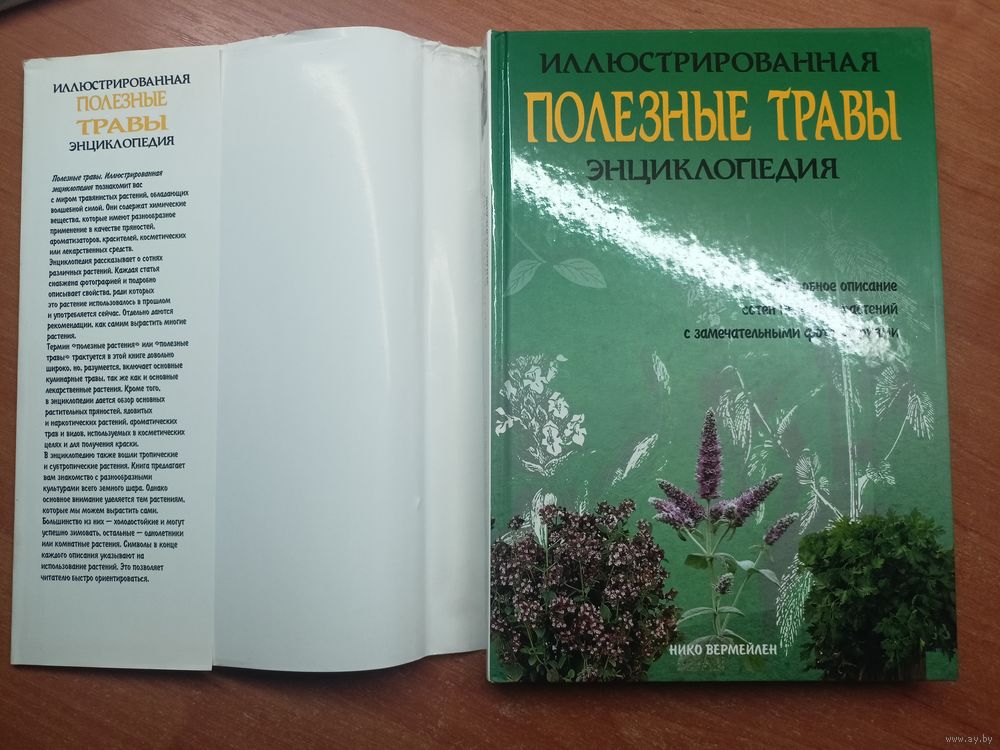 ИЛЛЮСТРИРОВАННАЯ
ПОЛЕЗНЫЕ
ТРАВЫ
ЭНЦИКЛОПЕДИЯ
Полезные травы. Иллюстрированная
энциклопедия познакомит вас
с миром травянистых растений, обладающих
волшебной силой. Они содержат химические
вещества, которые имеют разнообразное
применение в качестве пряностей,
ароматизаторов, красителей, косметических
или лекарственных средств.
Энциклопедия рассказывает о сотнях
различных растений. Каждая статья
снабжена фотографией и подробно
описывает свойства, ради которых
это растение использовалось в прошлом
и употребляется сейчас. Отдельно даются
рекомендации, как самим вырастить многие
растения.
Термин «полезные растения» или «полезные
травы» трактуется в этой книге довольно
широко, но, разумеется, включает основные
кулинарные травы, так же как и основные
лекарственные растения. Кроме того,
в энциклопедии дается обзор основных
растительных пряностей, ядовитых
и наркотических растений, ароматических
трав и видов, используемых в косметических
целях и для получения краски.
В энциклопедию также вошли тропические
и субтропические растения. Книга предлагает
вам знакомство с разнообразными
культурами всего земного шара. Однако
основное внимание уделяется тем растениям,
которые мы можем вырастить сами.
Большинство из них — холодостойкие и могут
успешно зимовать, остальные — однолетники
или комнатные растения. Символы в конце
каждого описания указывают на
использование растений. Это позволяет
читателю быстро ориентироваться.
ИЛЛЮСТРИРОВАННАЯ
ПОЛЕЗНЫЕ ТРАВЫ
ЭНЦИКЛОПЕДИЯ
описание
с замечательными
НИКО ВЕРМЕЙЛЕН
www.ay.by